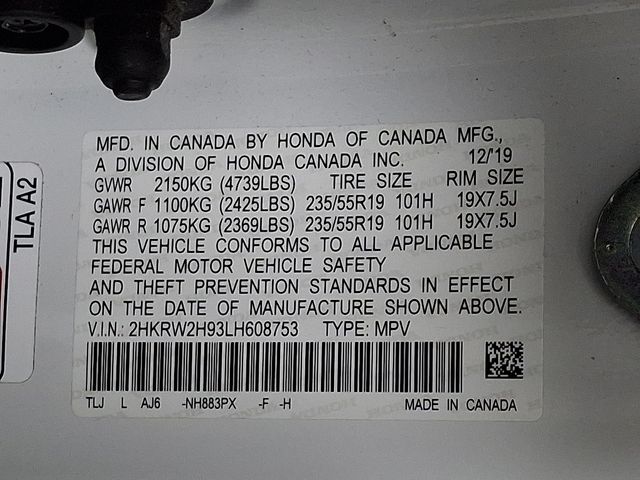 MFD. IN CANADA BY HONDA OF CANADA MFG.,
A DIVISION OF HONDA CANADA INC. 12/'19
GVWR 2150KG (4739LBS) TIRE SIZE RIM SIZE
GAWR F 1100KG (2425LBS) 235/55R19 101H 19X7.5J
GAWR R 1075KG (2369LBS) 235/55R19 101H 19X7.5J
THIS VEHICLE CONFORMS TO ALL APPLICABLE
FEDERAL MOTOR VEHICLE SAFETY
AND THEFT PREVENTION STANDARDS IN EFFECT
ON THE DATE OF MANUFACTURE SHOWN ABOVE.
V.I.N.: 2HKRW2H93LH608753 TYPE: MPV
TLJ L AJ6 -NH883PX -F -H MADE IN CANADA
TLA A2